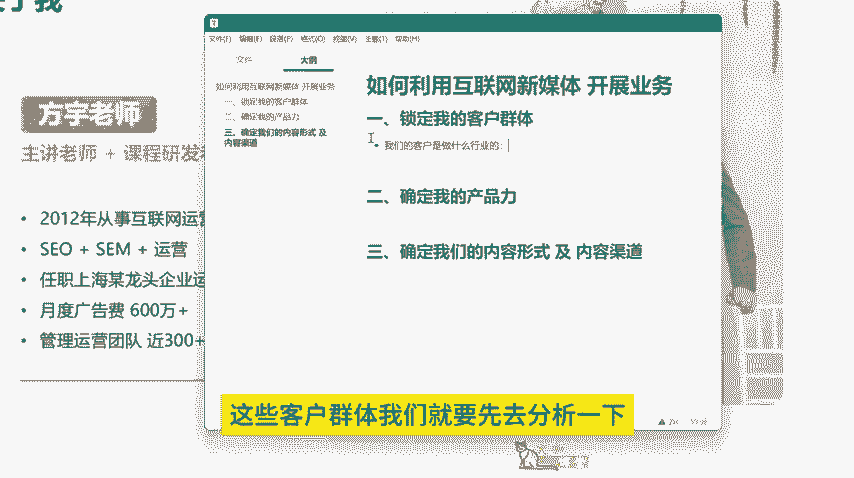 方宇老师
主讲老师 + 课程研发
2012年从事互联网运营
SEO + SEM + 运营
任职上海某龙头企业运
月度广告费 600万+
管理运营团队 近300+
文件(F) 编辑(E) 段落(P) 格式(O) 视图(V) 主题(T) 帮助(H)
文件 大纲
如何利用互联网新媒体 开展业务
一、锁定我的客户群体
二、确定我的产品力
三、确定我们的内容形式 及
内容渠道
如何利用互联网新媒体 开展业务
一、锁定我的客户群体
我们的客户是做什么行业的：
二、确定我的产品力
三、确定我们的内容形式 及 内容渠道
这些客户群体我们就要先去分析一下